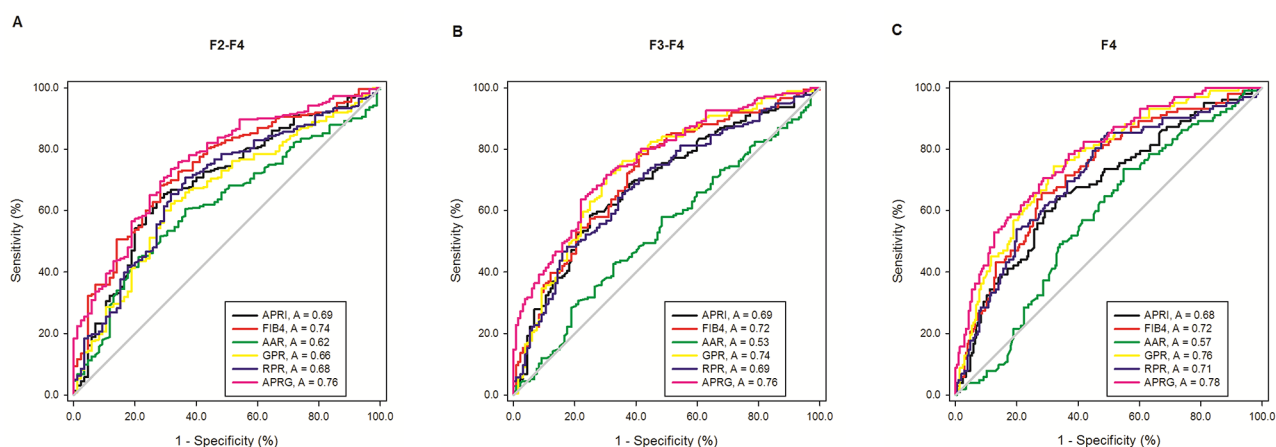 A
F2-F4
100.0
80.0
60.0
40.0
20.0
0.0
Sensitivity (%)
0.0 20.0 40.0 60.0 80.0 100.0
1 - Specificity (%)
APRI, A = 0.69
FIB4, A = 0.74
AAR, A = 0.62
GPR, A = 0.66
RPR, A = 0.68
APRG, A = 0.76
B
F3-F4
100.0
80.0
60.0
40.0
20.0
0.0
Sensitivity (%)
0.0 20.0 40.0 60.0 80.0 100.0
1 - Specificity (%)
APRI, A = 0.69
FIB4, A = 0.72
AAR, A = 0.53
GPR, A = 0.74
RPR, A = 0.69
APRG, A = 0.76
C
F4
100.0
80.0
60.0
40.0
20.0
0.0
Sensitivity (%)
0.0 20.0 40.0 60.0 80.0 100.0
1 - Specificity (%)
APRI, A = 0.68
FIB4, A = 0.72
AAR, A = 0.57
GPR, A = 0.76
RPR, A = 0.71
APRG, A = 0.78